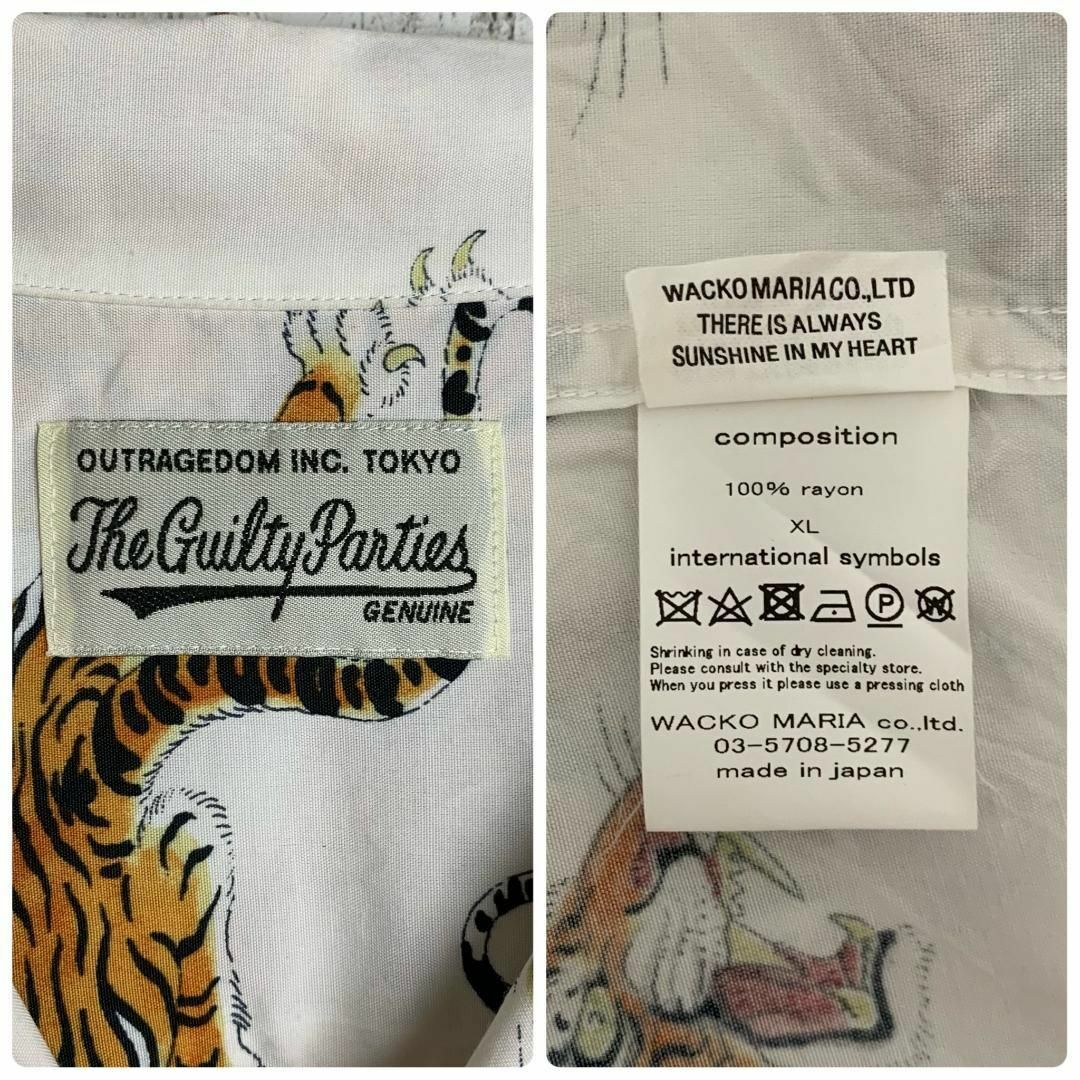 OUTRAGEDOM INC. TOKYO
The Guilty Parties
GENUINE
WACKO MARIA CO.,LTD
THERE IS ALWAYS
SUNSHINE IN MY HEART
composition
100% rayon
XL
international symbols
P W
Shrinking in case of dry cleaning.
Please consult with the specialty store.
When you press it please use a pressing cloth
WACKO MARIA co.,ltd.
03-5708-5277
made in japan